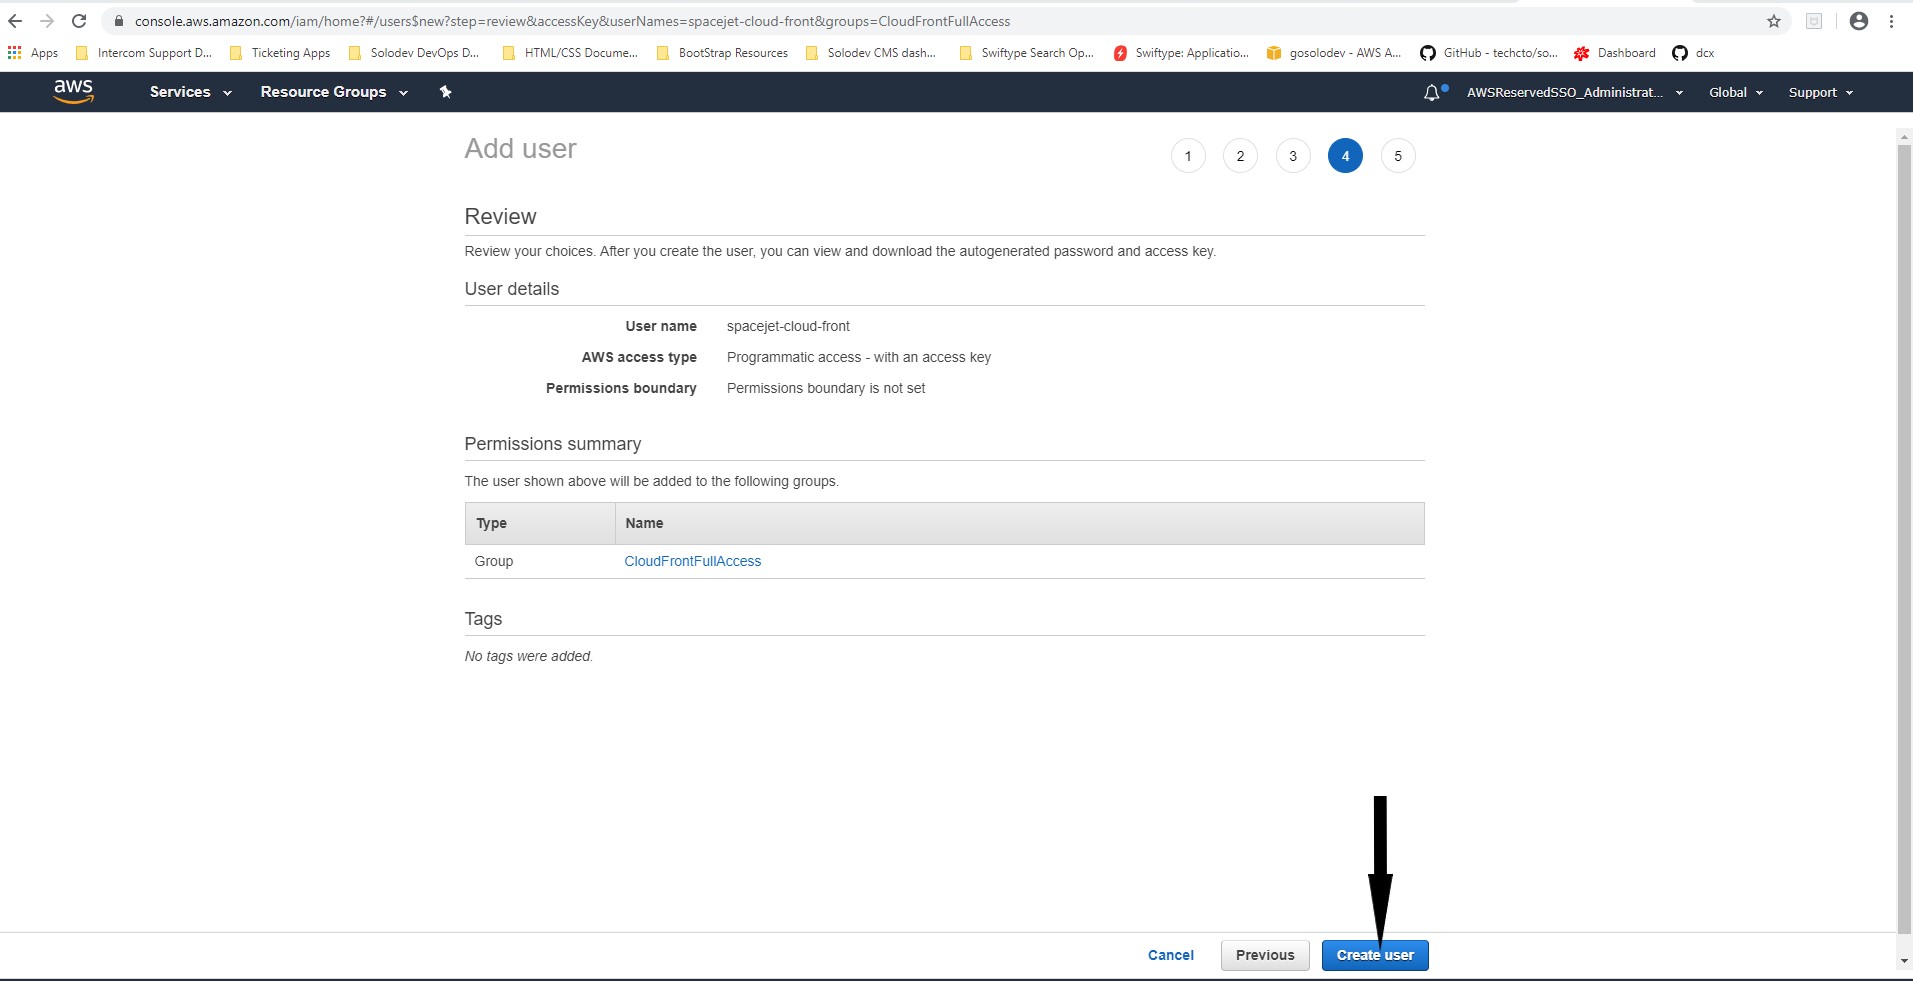 console.aws.amazon.com/iam/home?#/users$new?step=review&accessKey&userNames=spacejet-cloud-front&groups=CloudFrontFullAccess
Apps Intercom Support D... Ticketing Apps Solodev DevOps D... HTML/CSS Docume... BootStrap Resources Solodev CMS dash... Swiftype Search Op... Swiftype: Applicatio... gosolodev - AWS A... GitHub - techcto/so... Dashboard dcx
aws Services Resource Groups AWSReservedSSO_Administrat... Global Support
Add user 1 2 3 4 5
Review
Review your choices. After you create the user, you can view and download the autogenerated password and access key.
User details
User name spacejet-cloud-front
AWS access type Programmatic access - with an access key
Permissions boundary Permissions boundary is not set
Permissions summary
The user shown above will be added to the following groups.
Type Name
Group CloudFrontFullAccess
Tags
No tags were added.
Cancel Previous Create user